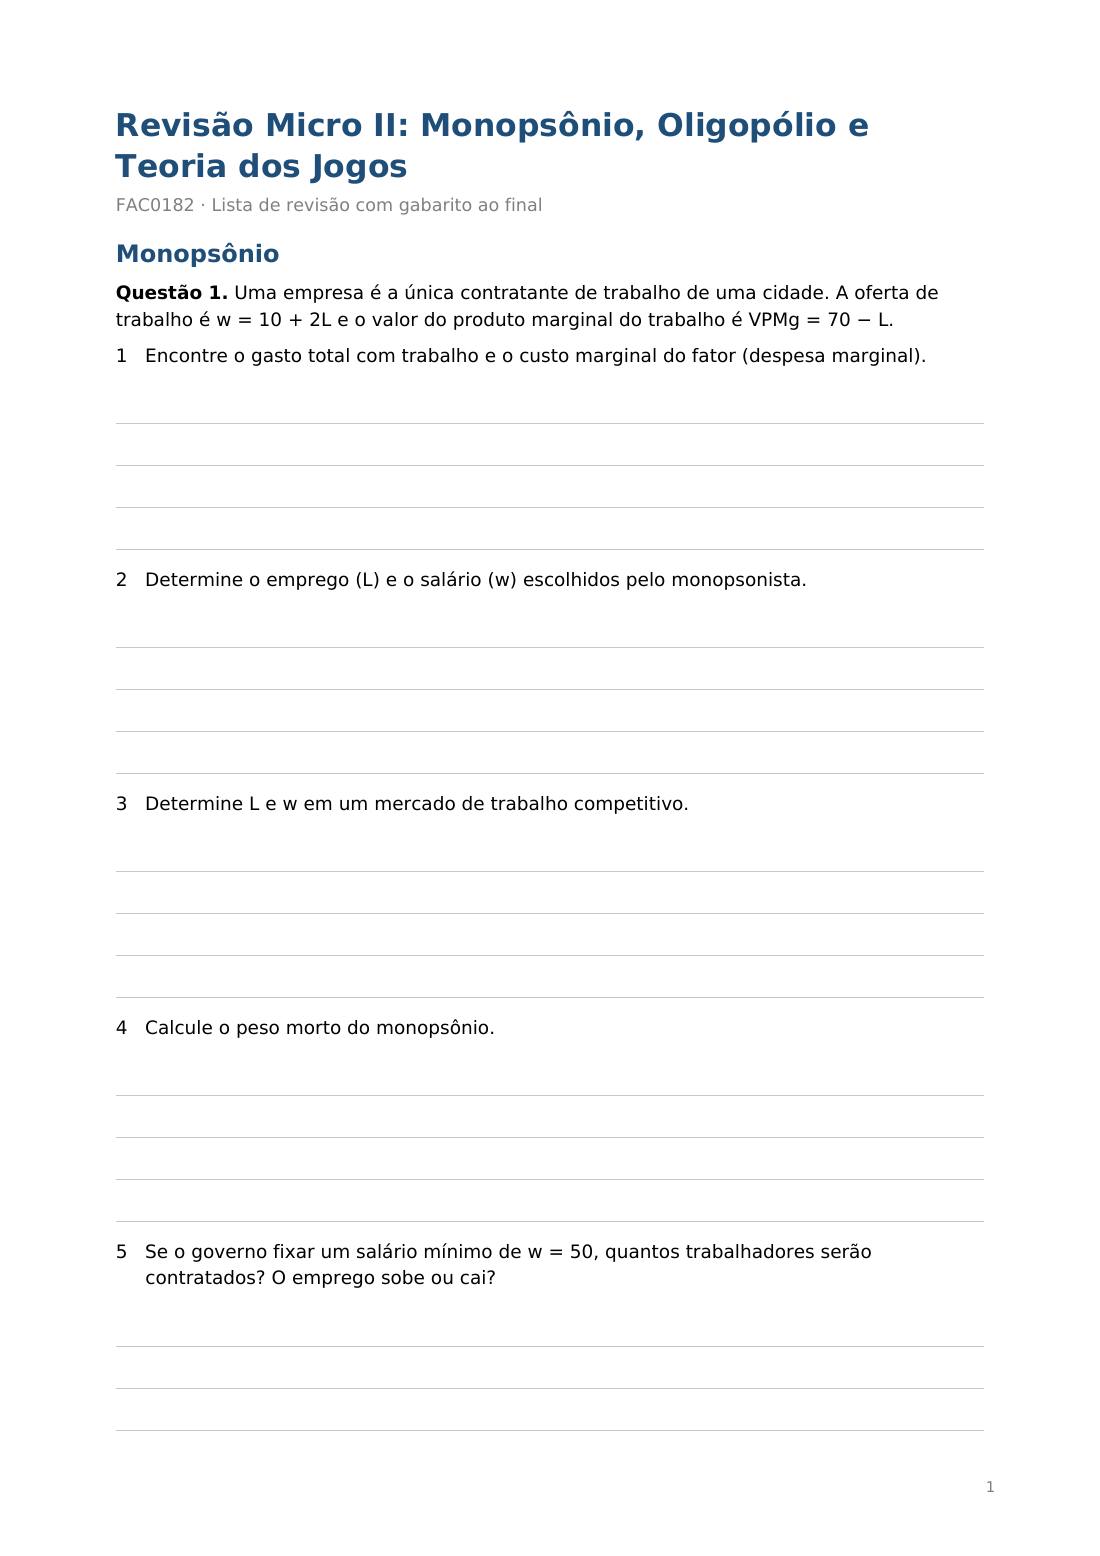 Revisão Micro II: Monopsônio, Oligopólio e
Teoria dos Jogos
FAC0182 · Lista de revisão com gabarito ao final
Monopsônio
Questão 1. Uma empresa é a única contratante de trabalho de uma cidade. A oferta de
trabalho é w = 10 + 2L e o valor do produto marginal do trabalho é VPMg = 70 − L.
1 Encontre o gasto total com trabalho e o custo marginal do fator (despesa marginal).
2 Determine o emprego (L) e o salário (w) escolhidos pelo monopsonista.
3 Determine L e w em um mercado de trabalho competitivo.
4 Calcule o peso morto do monopsônio.
5 Se o governo fixar um salário mínimo de w = 50, quantos trabalhadores serão
contratados? O emprego sobe ou cai?
1